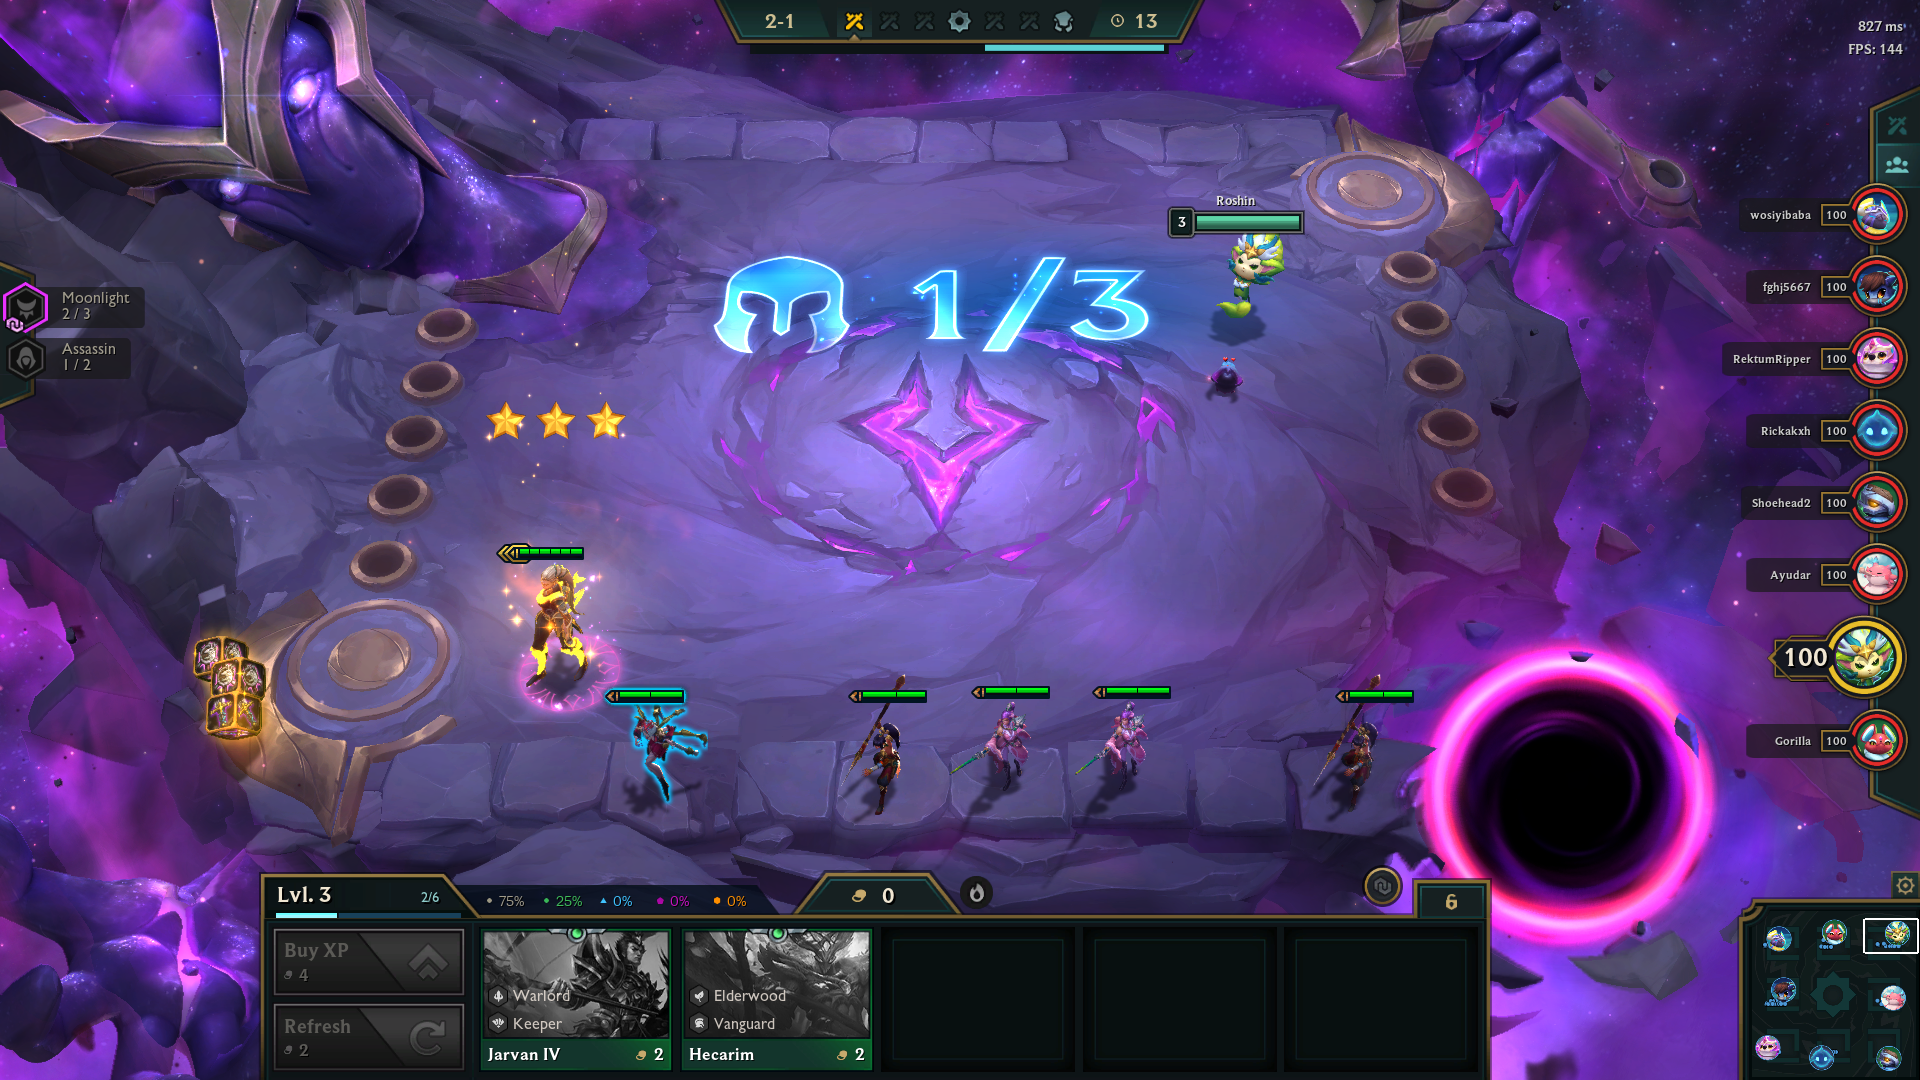 2-1
13
827 ms
FPS: 144
Roshin
3
1/3
Moonlight
2 / 3
Assassin
1 / 2
wosiyibaba 100
fghj5667 100
RektumRipper 100
Rickakxh 100
Shoehead2 100
Ayudar 100
100
Gorilla 100
Lvl. 3
2/6
75%
25%
0%
0%
0%
0
6
Buy XP
4
Refresh
2
Warlord
Keeper
Jarvan IV
2
Elderwood
Vanguard
Hecarim
2